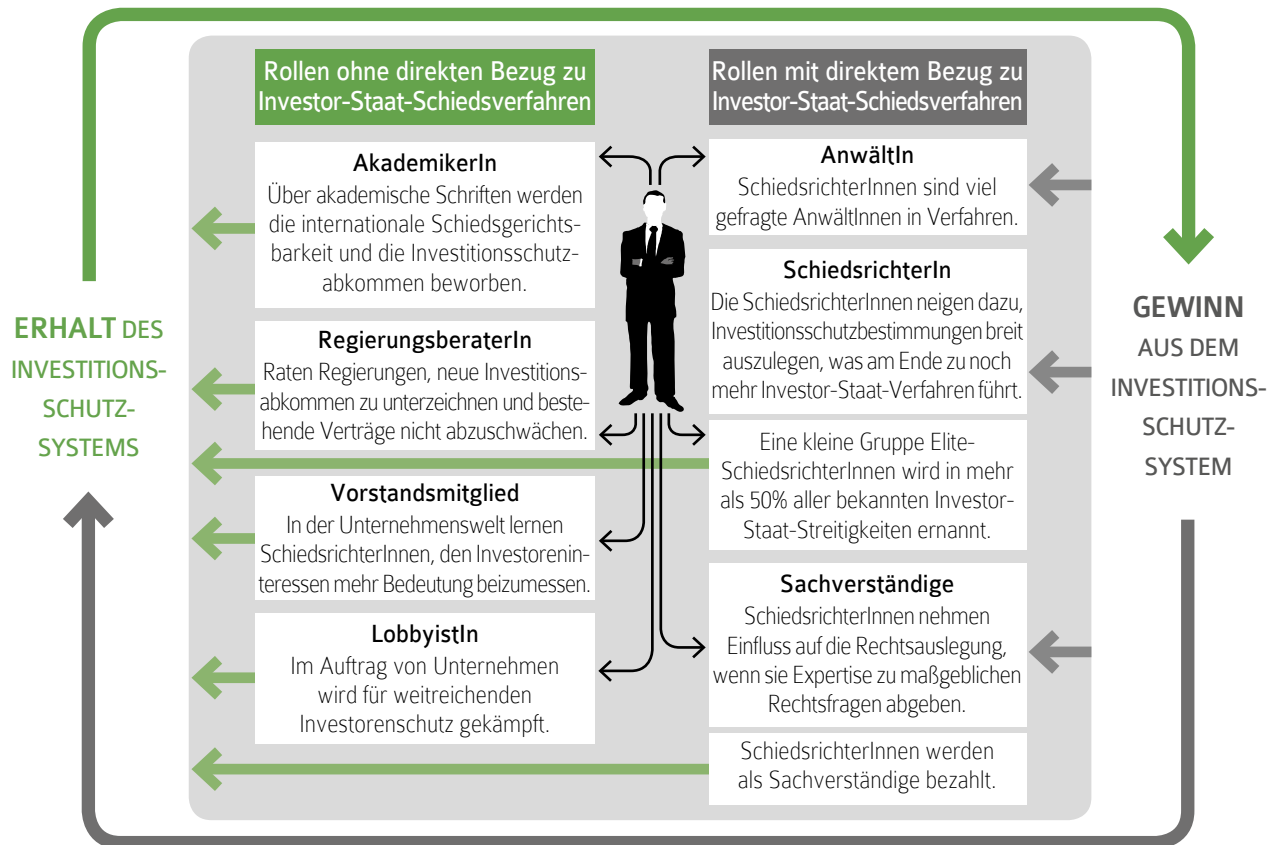 Rollen ohne direkten Bezug zu
Investor-Staat-Schiedsverfahren
AkademikerIn
Über akademische Schriften werden
die internationale Schiedsgerichts-
barkeit und die Investitionsschutz-
abkommen beworben.
RegierungsberaterIn
Raten Regierungen, neue Investitions-
abkommen zu unterzeichnen und beste-
hende Verträge nicht abzuschwächen.
Vorstandsmitglied
In der Unternehmenswelt lernen
SchiedsrichterInnen, den Investorenin-
teressen mehr Bedeutung beizumessen.
LobbyistIn
Im Auftrag von Unternehmen
wird für weitreichenden
Investorenschutz gekämpft.
Rollen mit direktem Bezug zu
Investor-Staat-Schiedsverfahren
AnwältIn
SchiedsrichterInnen sind viel
gefragte AnwältInnen in Verfahren.
SchiedsrichterIn
Die SchiedsrichterInnen neigen dazu,
Investitionsschutzbestimmungen breit
auszulegen, was am Ende zu noch
mehr Investor-Staat-Verfahren führt.
Eine kleine Gruppe Elite-
SchiedsrichterInnen wird in mehr
als 50% aller bekannten Investor-
Staat-Streitigkeiten ernannt.
Sachverständige
SchiedsrichterInnen nehmen
Einfluss auf die Rechtsauslegung,
wenn sie Expertise zu maßgeblichen
Rechtsfragen abgeben.
SchiedsrichterInnen werden
als Sachverständige bezahlt.
ERHALT DES
INVESTITIONS-
SCHUTZ-
SYSTEMS
GEWINN
AUS DEM
INVESTITIONS-
SCHUTZ-
SYSTEM